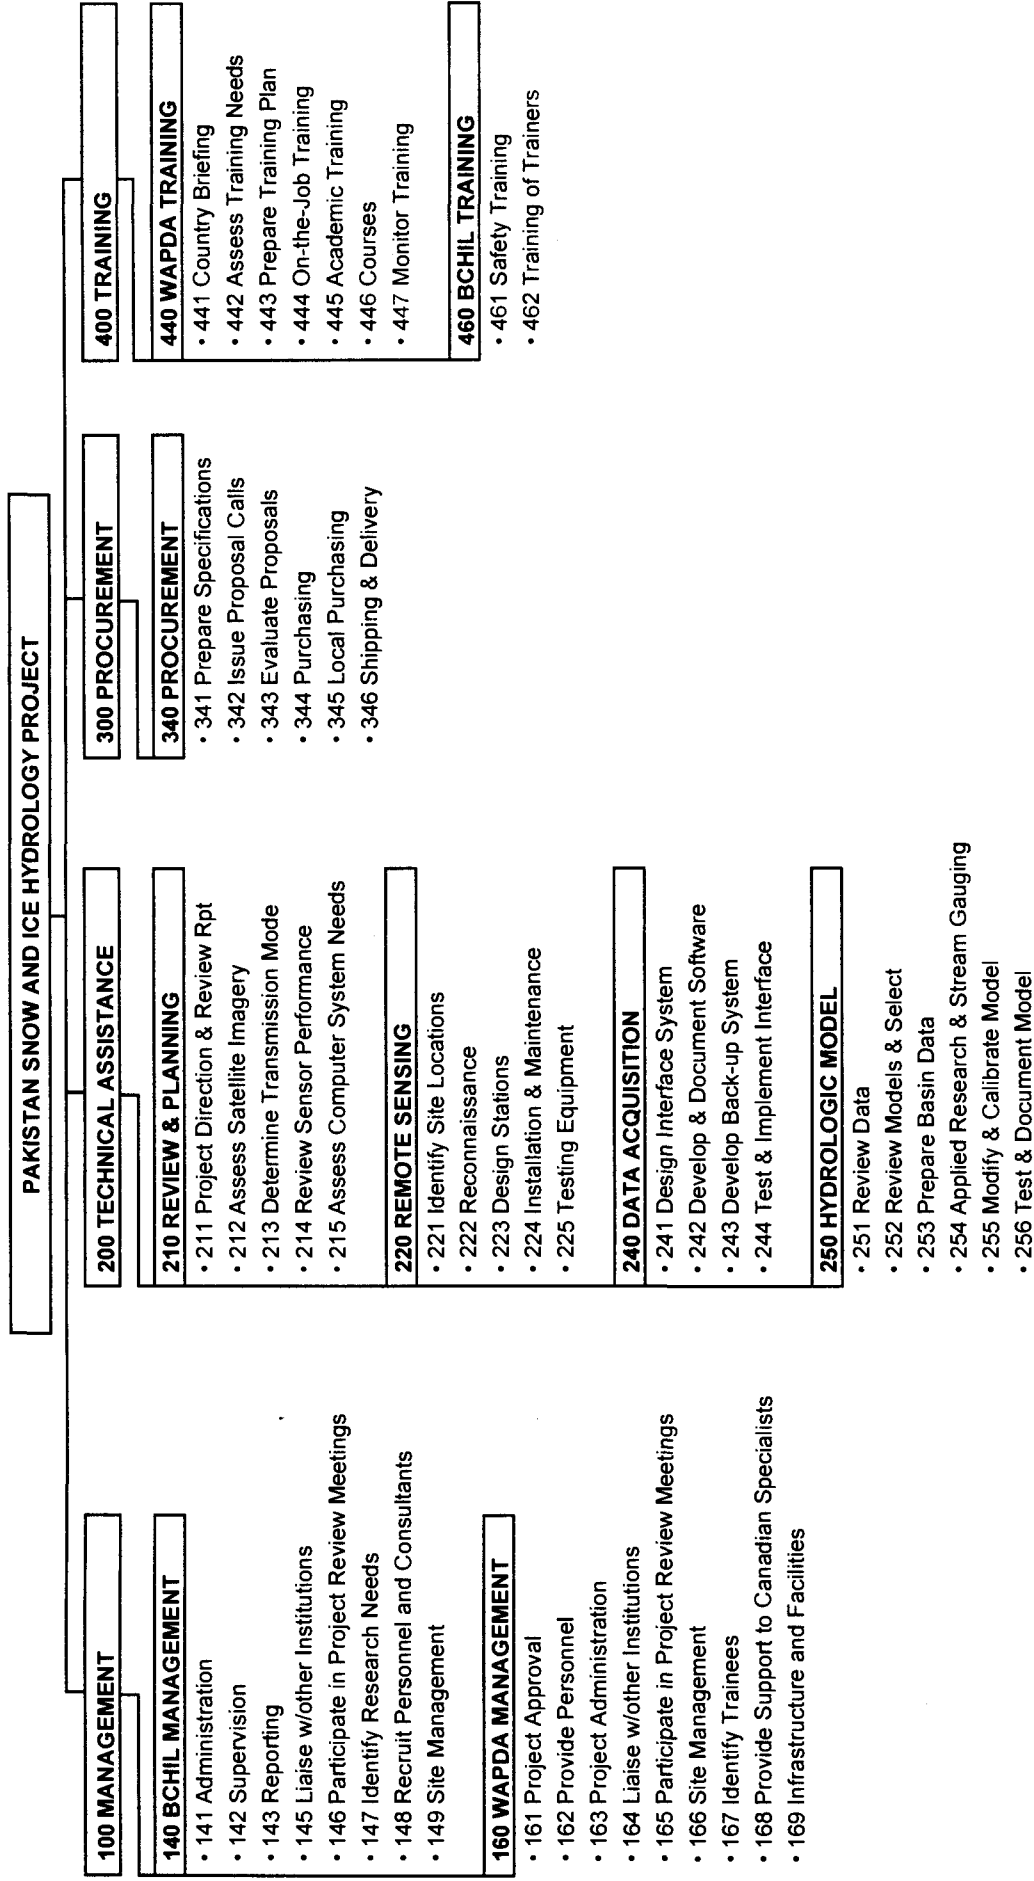 PAKISTAN SNOW AND ICE HYDROLOGY PROJECT
100 MANAGEMENT
140 BCHIL MANAGEMENT
• 141 Administration
• 142 Supervision
• 143 Reporting
• 145 Liaise w/other Institutions
• 146 Participate in Project Review Meetings
• 147 Identify Research Needs
• 148 Recruit Personnel and Consultants
• 149 Site Management
160 WAPDA MANAGEMENT
• 161 Project Approval
• 162 Provide Personnel
• 163 Project Administration
• 164 Liaise w/other Institutions
• 165 Participate in Project Review Meetings
• 166 Site Management
• 167 Identify Trainees
• 168 Provide Support to Canadian Specialists
• 169 Infrastructure and Facilities
200 TECHNICAL ASSISTANCE
210 REVIEW & PLANNING
• 211 Project Direction & Review Rpt
• 212 Assess Satellite Imagery
• 213 Determine Transmission Mode
• 214 Review Sensor Performance
• 215 Assess Computer System Needs
220 REMOTE SENSING
• 221 Identify Site Locations
• 222 Reconnaissance
• 223 Design Stations
• 224 Installation & Maintenance
• 225 Testing Equipment
240 DATA ACQUISITION
• 241 Design Interface System
• 242 Develop & Document Software
• 243 Develop Back-up System
• 244 Test & Implement Interface
250 HYDROLOGIC MODEL
• 251 Review Data
• 252 Review Models & Select
• 253 Prepare Basin Data
• 254 Applied Research & Stream Gauging
• 255 Modify & Calibrate Model
• 256 Test & Document Model
300 PROCUREMENT
340 PROCUREMENT
• 341 Prepare Specifications
• 342 Issue Proposal Calls
• 343 Evaluate Proposals
• 344 Purchasing
• 345 Local Purchasing
• 346 Shipping & Delivery
400 TRAINING
440 WAPDA TRAINING
• 441 Country Briefing
• 442 Assess Training Needs
• 443 Prepare Training Plan
• 444 On-the-Job Training
• 445 Academic Training
• 446 Courses
• 447 Monitor Training
460 BCHIL TRAINING
• 461 Safety Training
• 462 Training of Trainers